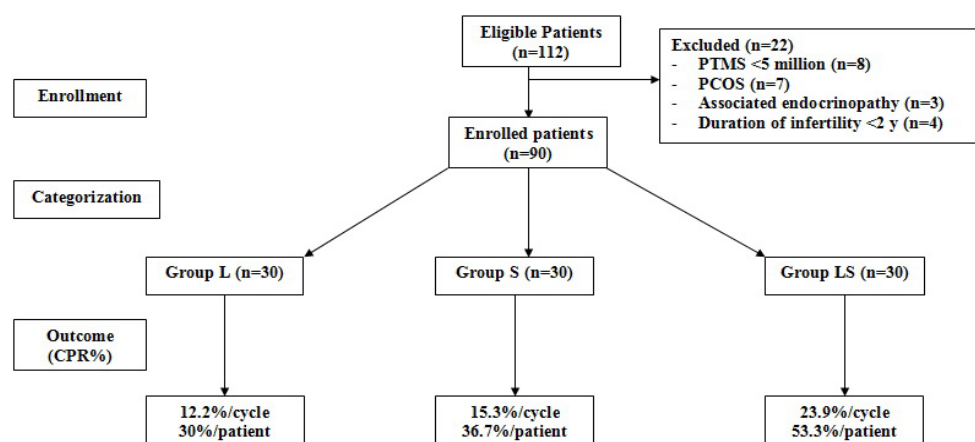 Eligible Patients
(n=112)
Excluded (n=22)
- PTMS <5 million (n=8)
- PCOS (n=7)
- Associated endocrinopathy (n=3)
- Duration of infertility <2 y (n=4)
Enrollment
Enrolled patients
(n=90)
Categorization
Group L (n=30)
Group S (n=30)
Group LS (n=30)
Outcome
(CPR%)
12.2%/cycle
30%/patient
15.3%/cycle
36.7%/patient
23.9%/cycle
53.3%/patient